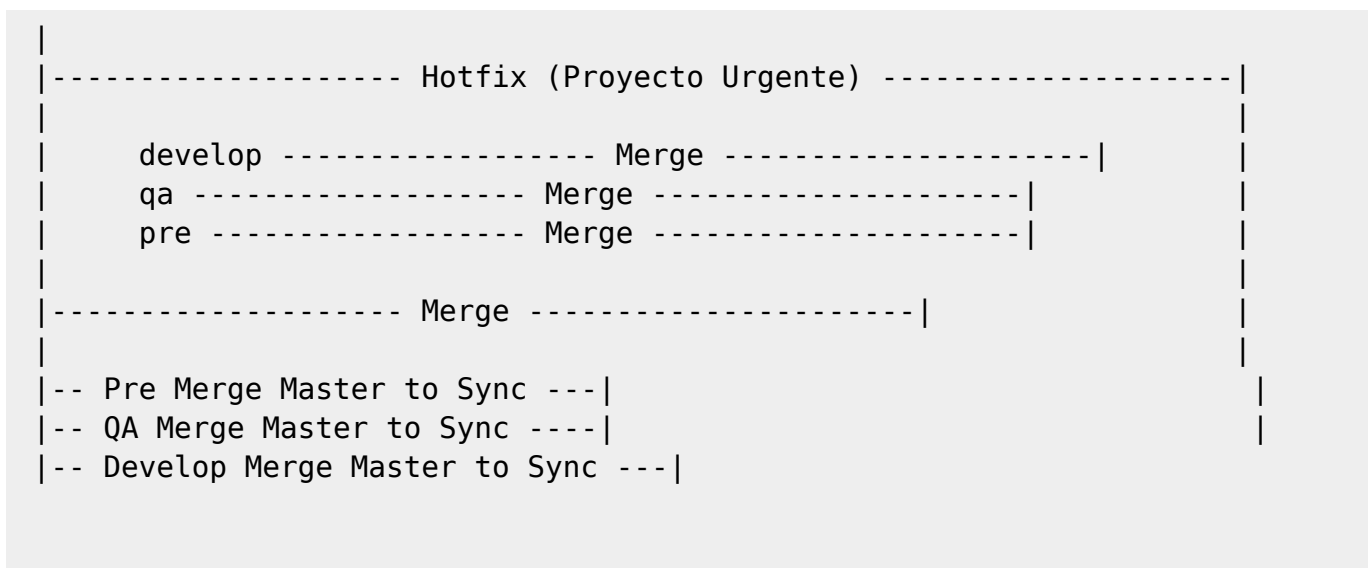 |
|-------------------- Hotfix (Proyecto Urgente) --------------------|
|                                                                    |
|     develop ------------------ Merge ---------------------|        |
|     qa ------------------- Merge ---------------------|            |
|     pre ------------------ Merge ---------------------|            |
|                                                                    |
|-------------------- Merge ----------------------|                  |
|                                                                    |
|-- Pre Merge Master to Sync ---|                                     |
|-- QA Merge Master to Sync ----|                                     |
|-- Develop Merge Master to Sync ---|